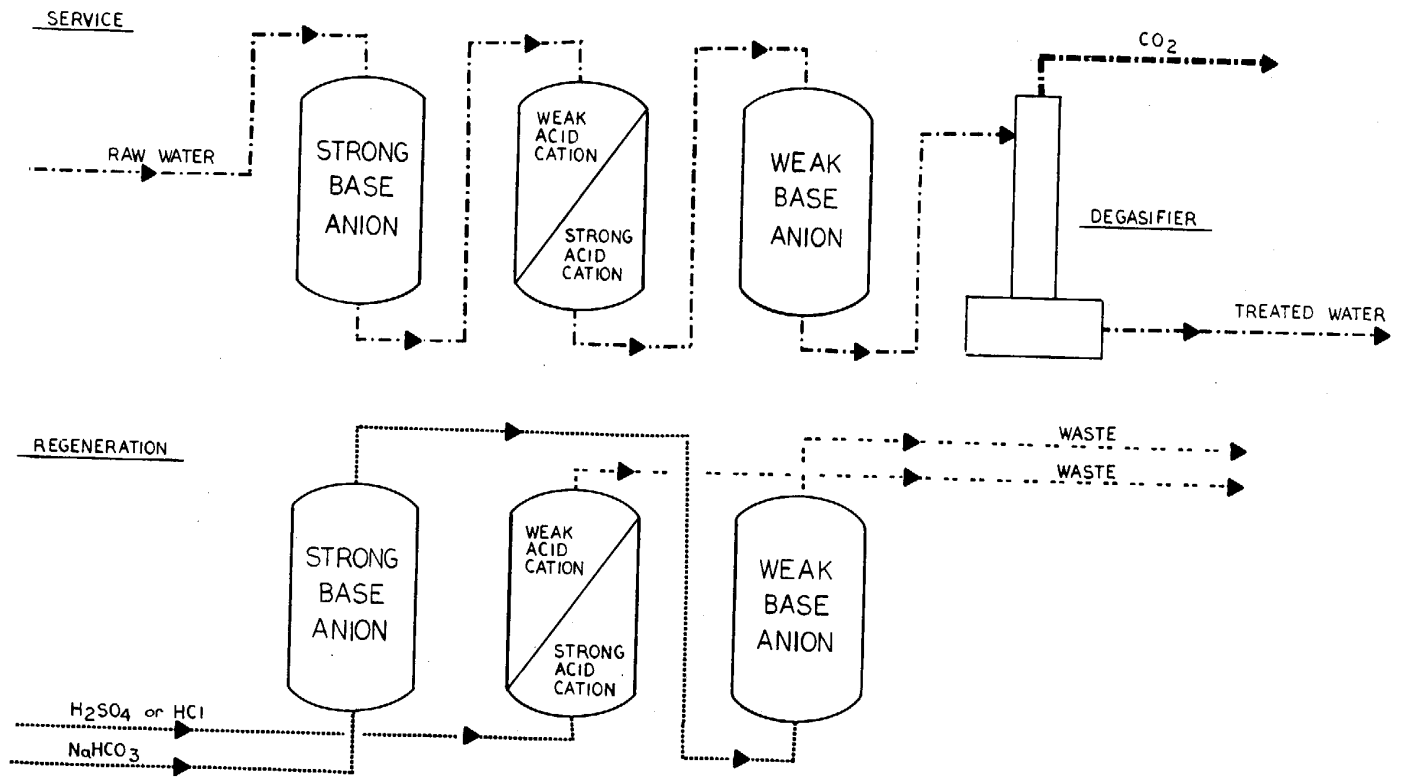 SERVICE
CO2
RAW WATER
STRONG
BASE
ANION
WEAK
ACID
CATION
STRONG
ACID
CATION
WEAK
BASE
ANION
DEGASIFIER
TREATED WATER
REGENERATION
WASTE
WASTE
STRONG
BASE
ANION
WEAK
ACID
CATION
STRONG
ACID
CATION
WEAK
BASE
ANION
H2SO4 or HCl
NaHCO3